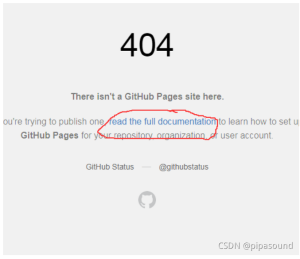 404
There isn't a GitHub Pages site here.
ou're trying to publish one, read the full documentation to learn how to set u
GitHub Pages for your repository, organization, or user account.
GitHub Status — @githubstatus
CSDN @pipasound